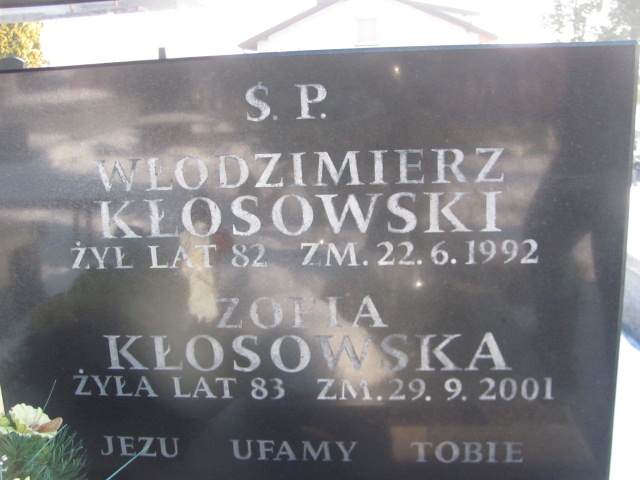 Ś. P.
WŁODZIMIERZ
KŁOSOWSKI
ŻYŁ LAT 82 ZM. 22.6.1992
ZOFIA
KŁOSOWSKA
ŻYŁA LAT 83 ZM. 29. 9. 2001
JEZU UFAMY TOBIE